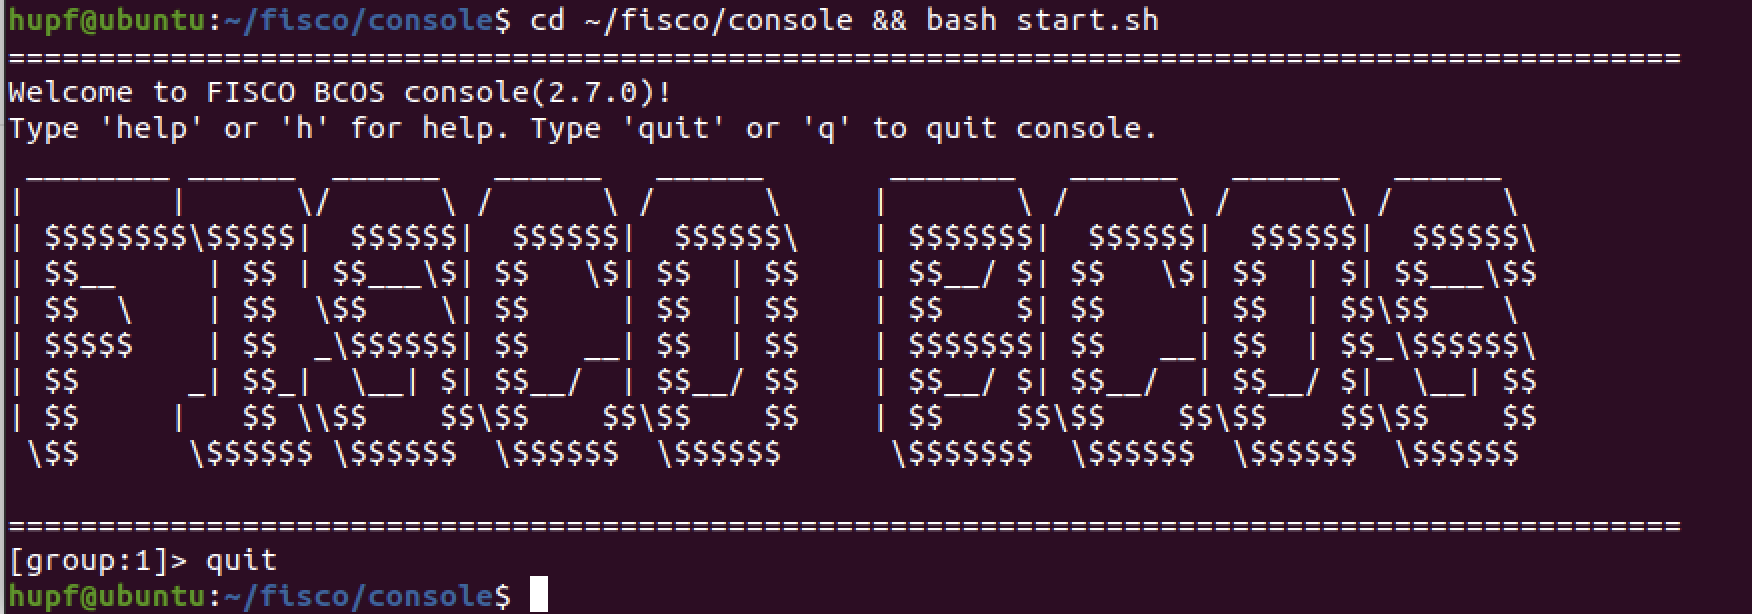 hupf@ubuntu:~/fisco/console$ cd ~/fisco/console && bash start.sh
=============================================================================================
Welcome to FISCO BCOS console(2.7.0)!
Type 'help' or 'h' for help. Type 'quit' or 'q' to quit console.
 ________ ______  ______   ______   ______       _______   ______   ______   ______
|        |      \/      \ /      \ /      \     |       \ /      \ /      \ /      \
| $$$$$$$$\$$$$$|  $$$$$$|  $$$$$$|  $$$$$$\    | $$$$$$$|  $$$$$$|  $$$$$$|  $$$$$$\
| $$__     | $$ | $$___\$| $$   \$| $$  | $$    | $$__/ $| $$   \$| $$  | $| $$___\$$
| $$  \    | $$  \$$    \| $$     | $$  | $$    | $$    $| $$     | $$  | $$\$$    \
| $$$$$    | $$  _\$$$$$$| $$   __| $$  | $$    | $$$$$$$| $$   __| $$  | $$_\$$$$$$\
| $$      _| $$_|  \__| $| $$__/  | $$__/ $$    | $$__/ $| $$__/  | $$__/ $|  \__| $$
| $$     |   $$ \\$$    $$\$$    $$\$$    $$    | $$    $$\$$    $$\$$    $$\$$    $$
 \$$      \$$$$$$ \$$$$$$  \$$$$$$  \$$$$$$      \$$$$$$$  \$$$$$$  \$$$$$$  \$$$$$$

=============================================================================================
[group:1]> quit
hupf@ubuntu:~/fisco/console$